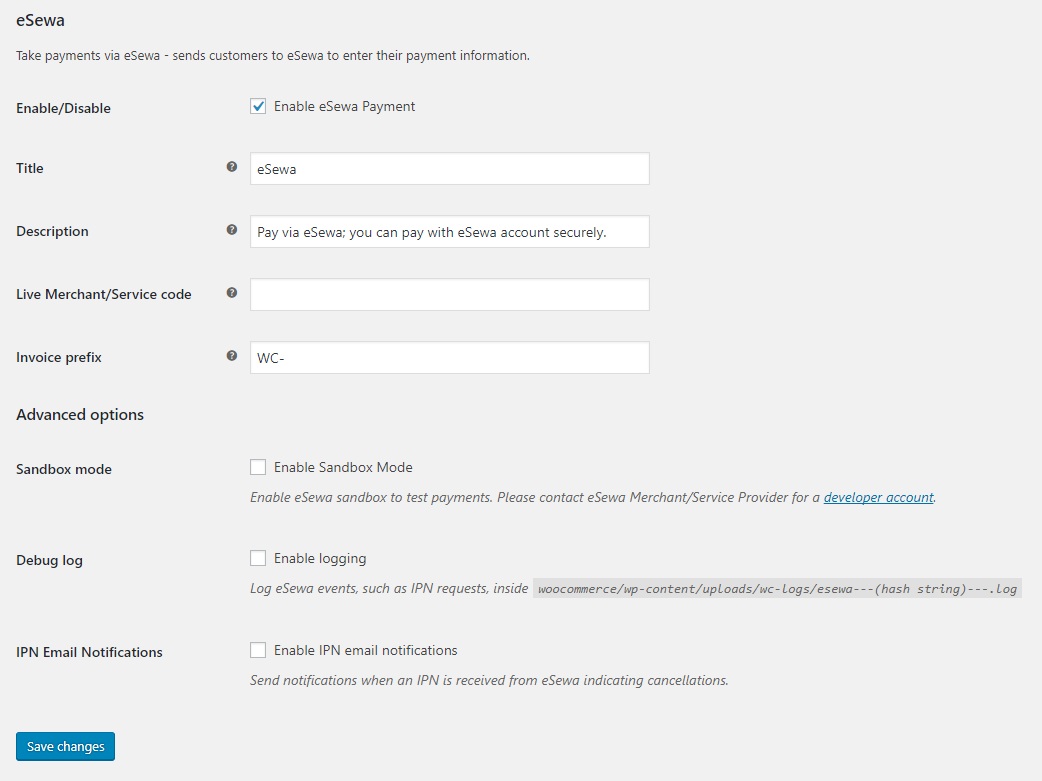 eSewa
Take payments via eSewa - sends customers to eSewa to enter their payment information.
Enable/Disable
Enable eSewa Payment
Title
eSewa
Description
Pay via eSewa; you can pay with eSewa account securely.
Live Merchant/Service code
Invoice prefix
WC-
Advanced options
Sandbox mode
Enable Sandbox Mode
Enable eSewa sandbox to test payments. Please contact eSewa Merchant/Service Provider for a developer account.
Debug log
Enable logging
Log eSewa events, such as IPN requests, inside woocommerce/wp-content/uploads/wc-logs/esewa---(hash string)---.log
IPN Email Notifications
Enable IPN email notifications
Send notifications when an IPN is received from eSewa indicating cancellations.
Save changes